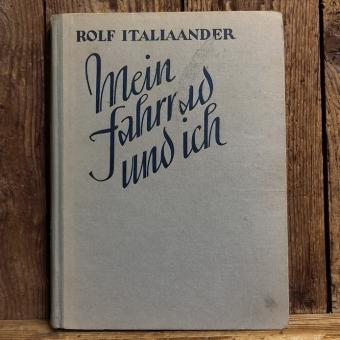 ROLF ITALIAANDER
Mein
Fahrrad
und ich